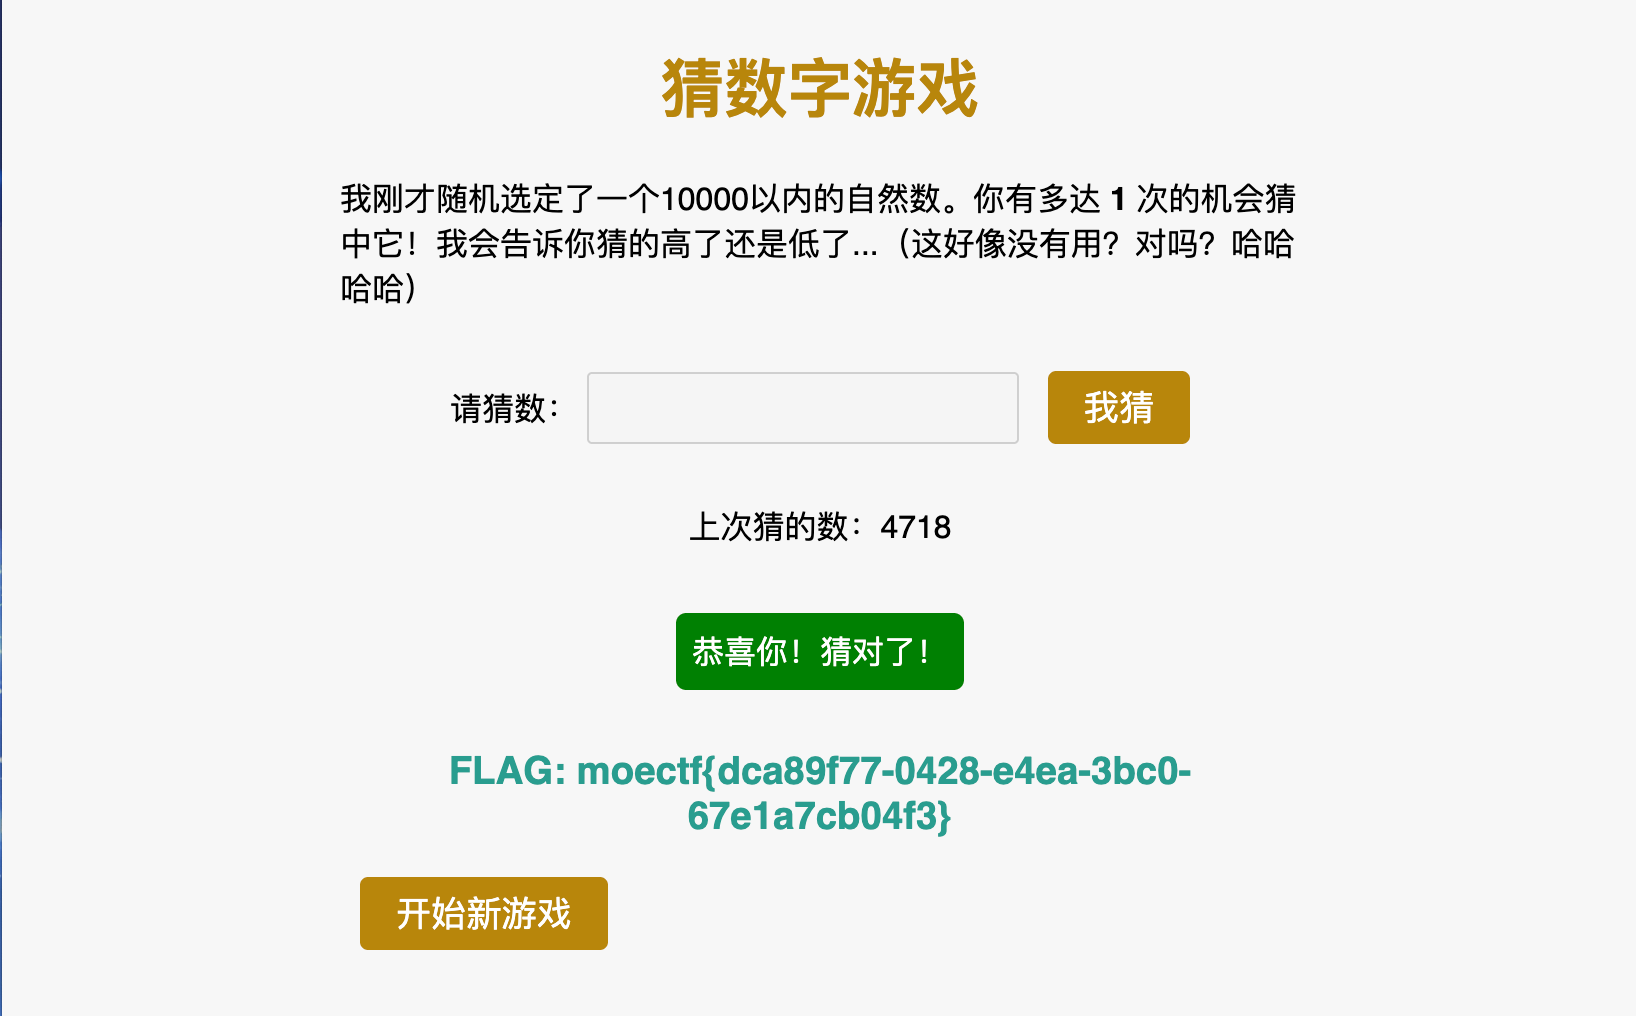 猜数字游戏
我刚才随机选定了一个10000以内的自然数。你有多达 1 次的机会猜
中它！我会告诉你猜的高了还是低了...（这好像没有用？对吗？哈哈
哈哈）
请猜数：
我猜
上次猜的数：4718
恭喜你！猜对了！
FLAG: moectf{dca89f77-0428-e4ea-3bc0-
67e1a7cb04f3}
开始新游戏